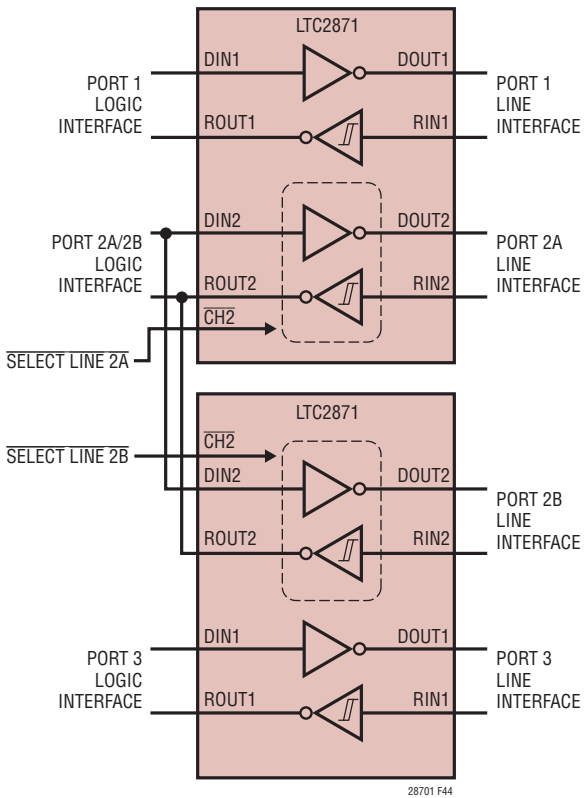 LTC2871
DIN1
DOUT1
PORT 1
LOGIC
INTERFACE
PORT 1
LINE
INTERFACE
ROUT1
RIN1
DIN2
DOUT2
PORT 2A/2B
LOGIC
INTERFACE
PORT 2A
LINE
INTERFACE
ROUT2
RIN2
CH2
SELECT LINE 2A
LTC2871
CH2
SELECT LINE 2B
DIN2
DOUT2
PORT 2B
LINE
INTERFACE
ROUT2
RIN2
DIN1
DOUT1
PORT 3
LOGIC
INTERFACE
PORT 3
LINE
INTERFACE
ROUT1
RIN1
28701 F44